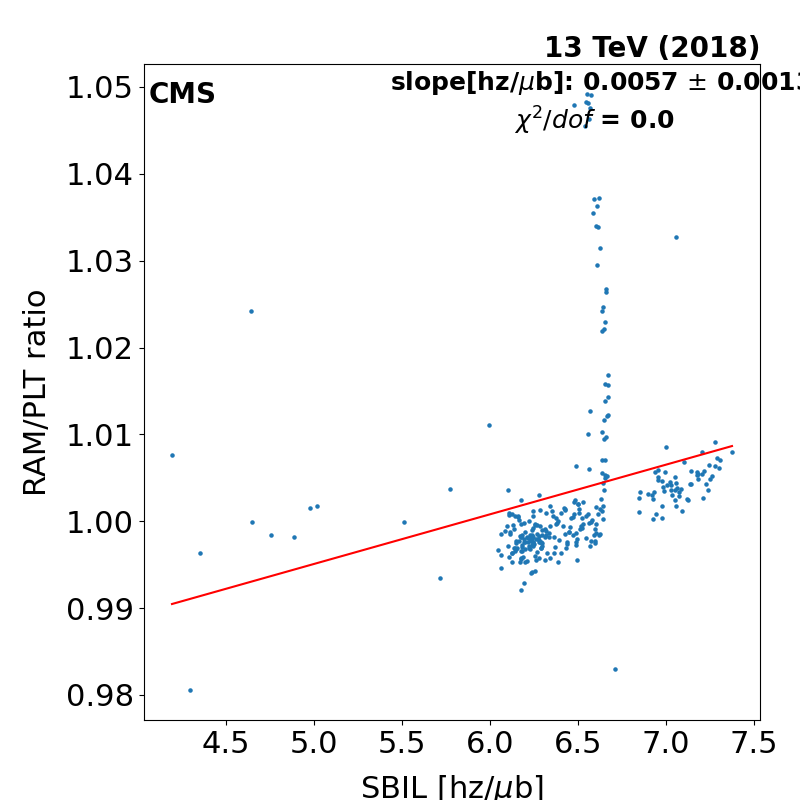 13 TeV (2018)
CMS
slope[hz/μb]: 0.0057 ± 0.0013
χ²/dof = 0.0
RAM/PLT ratio
1.05
1.04
1.03
1.02
1.01
1.00
0.99
0.98
4.5 5.0 5.5 6.0 6.5 7.0 7.5
SBIL [hz/μb]